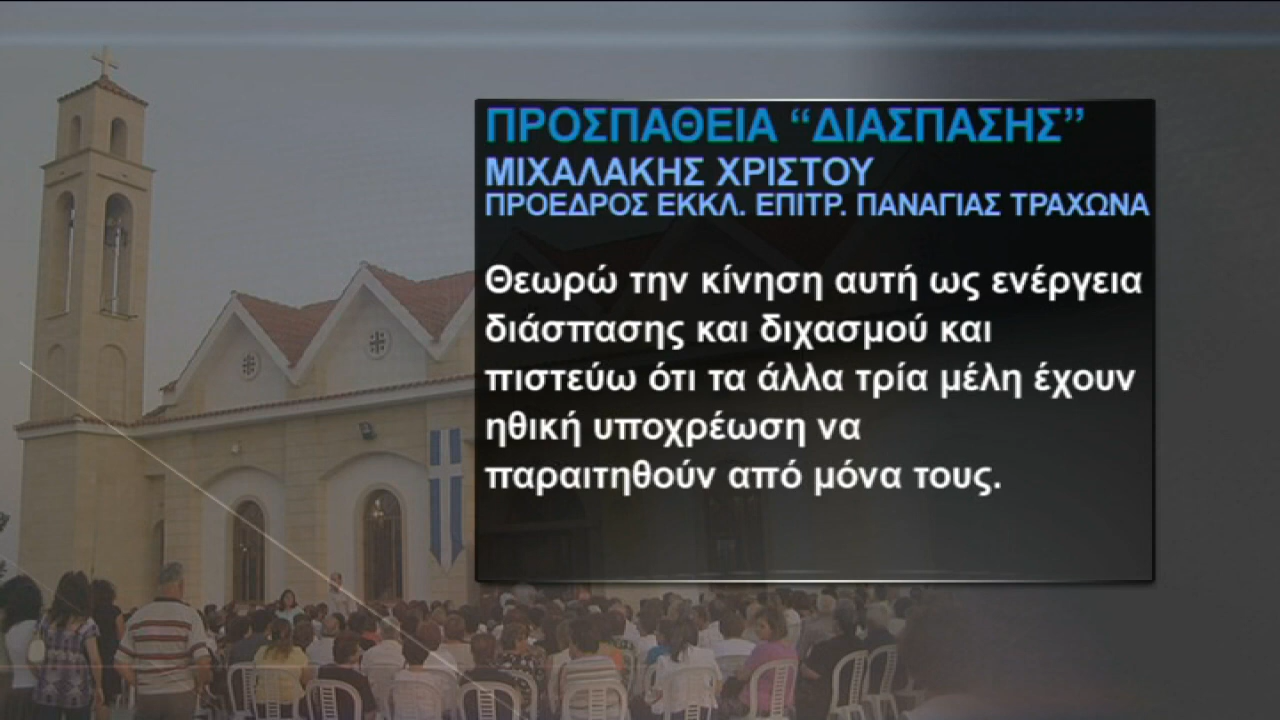 ΠΡΟΣΠΑΘΕΙΑ “ΔΙΑΣΠΑΣΗΣ”
ΜΙΧΑΛΑΚΗΣ ΧΡΙΣΤΟΥ
ΠΡΟΕΔΡΟΣ ΕΚΚΛ. ΕΠΙΤΡ. ΠΑΝΑΓΙΑΣ ΤΡΑΧΩΝΑ
Θεωρώ την κίνηση αυτή ως ενέργεια
διάσπασης και διχασμού και
πιστεύω ότι τα άλλα τρία μέλη έχουν
ηθική υποχρέωση να
παραιτηθούν από μόνα τους.